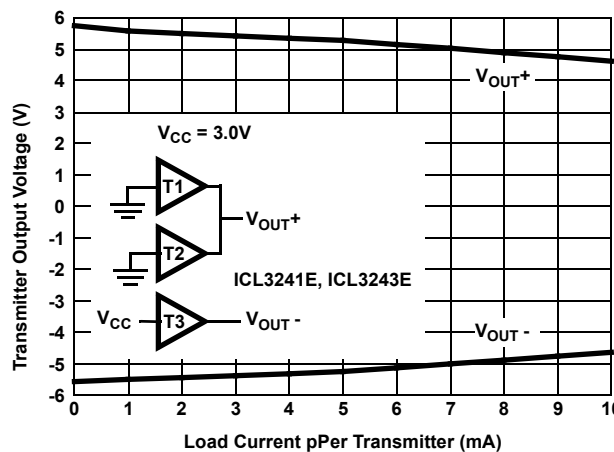 6
5
4
3
2
1
0
-1
-2
-3
-4
-5
-6
Transmitter Output Voltage (V)
VOUT+
VCC = 3.0V
T1
VOUT+
T2
ICL3241E, ICL3243E
VCC
T3
VOUT -
VOUT -
0 1 2 3 4 5 6 7 8 9 10
Load Current pPer Transmitter (mA)